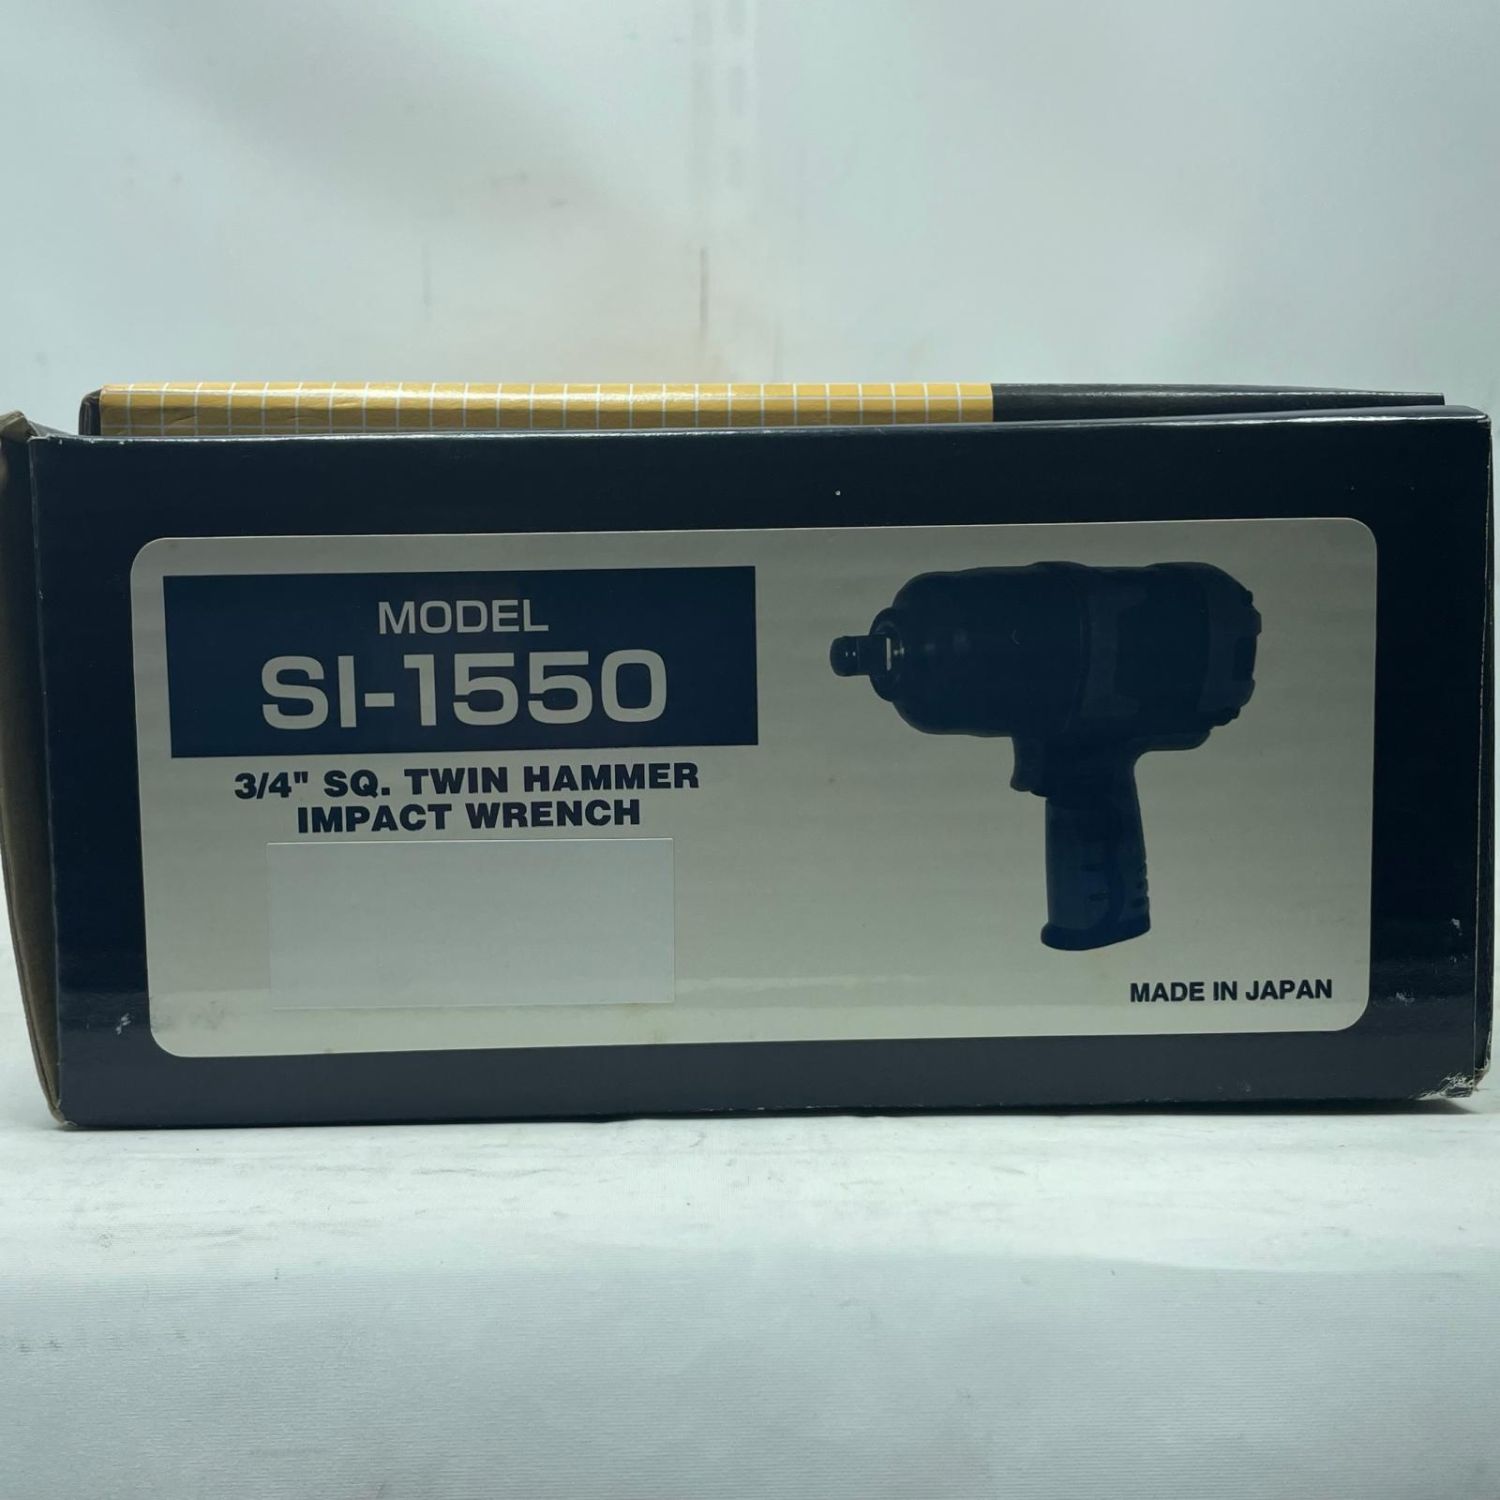 MODEL
SI-1550
3/4" SQ. TWIN HAMMER
IMPACT WRENCH
MADE IN JAPAN